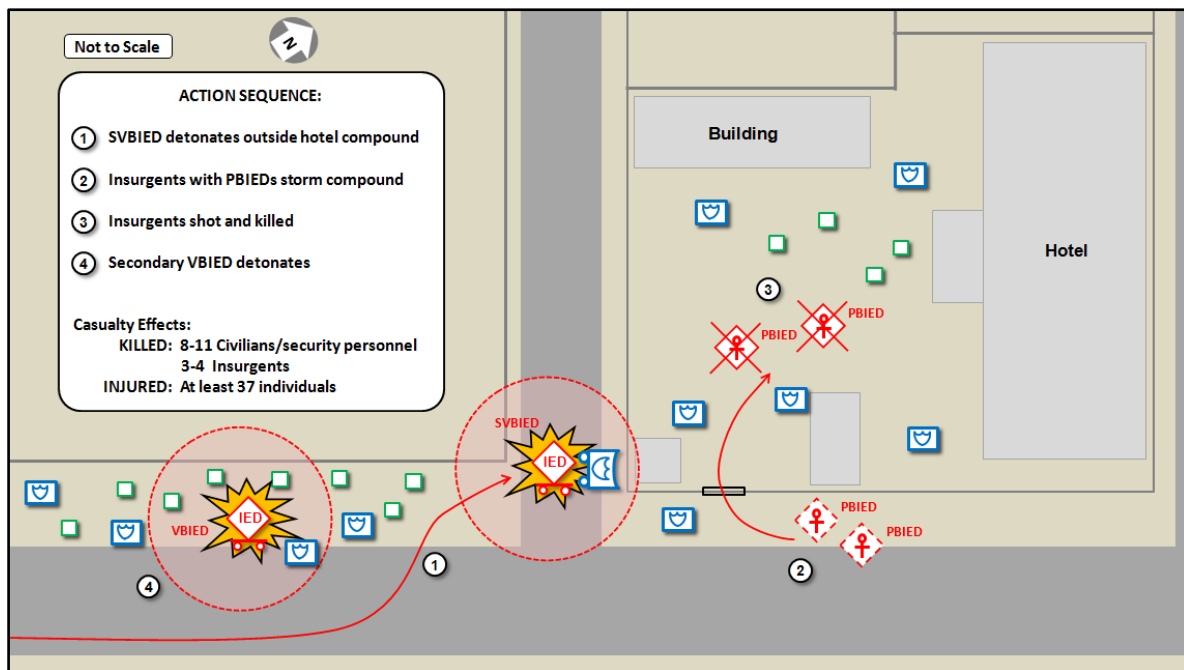 Not to Scale
N
ACTION SEQUENCE:
1 SVBIED detonates outside hotel compound
2 Insurgents with PBIEDs storm compound
3 Insurgents shot and killed
4 Secondary VBIED detonates
Casualty Effects:
KILLED: 8-11 Civilians/security personnel
3-4 Insurgents
INJURED: At least 37 individuals
Building
Hotel
3
PBIED
PBIED
SVBIED
IED
VBIED
IED
PBIED
PBIED
1
2
4